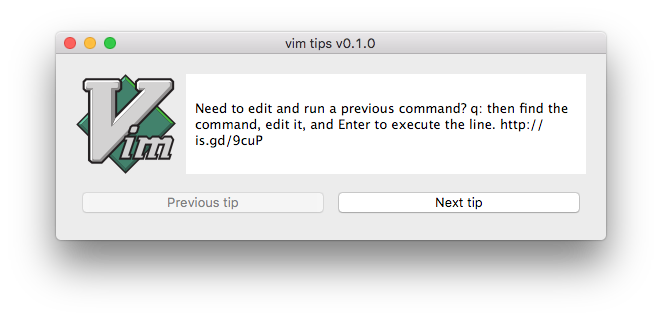 vim tips v0.1.0
Vim
Need to edit and run a previous command? q: then find the
command, edit it, and Enter to execute the line. http://
is.gd/9cuP
Previous tip
Next tip